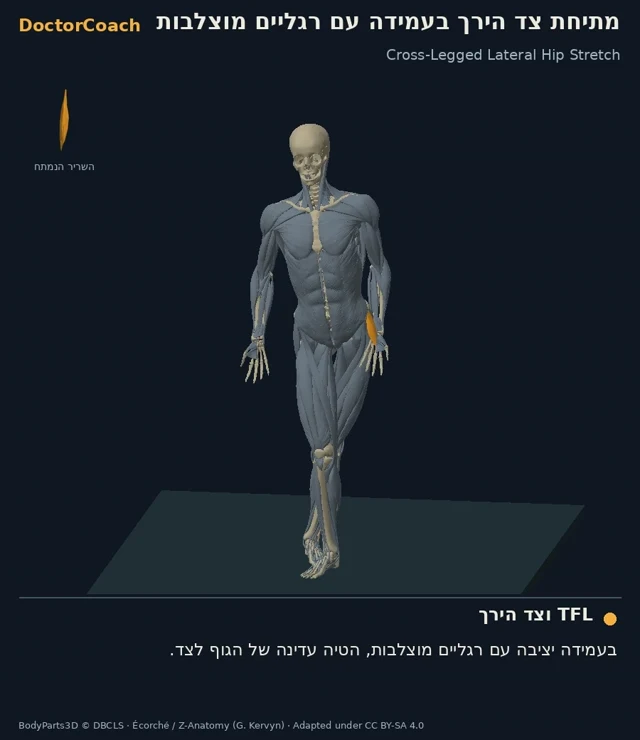 מתיחת צד הירך בעמידה עם רגליים מוצלבות
DoctorCoach
Cross-Legged Lateral Hip Stretch
השריר הנמתח
TFL וצד הירך
בעמידה יציבה עם רגליים מוצלבות, הטיה עדינה של הגוף לצד.
BodyParts3D © DBCLS · Écorché / Z-Anatomy (G. Kervyn) · Adapted under CC BY-SA 4.0